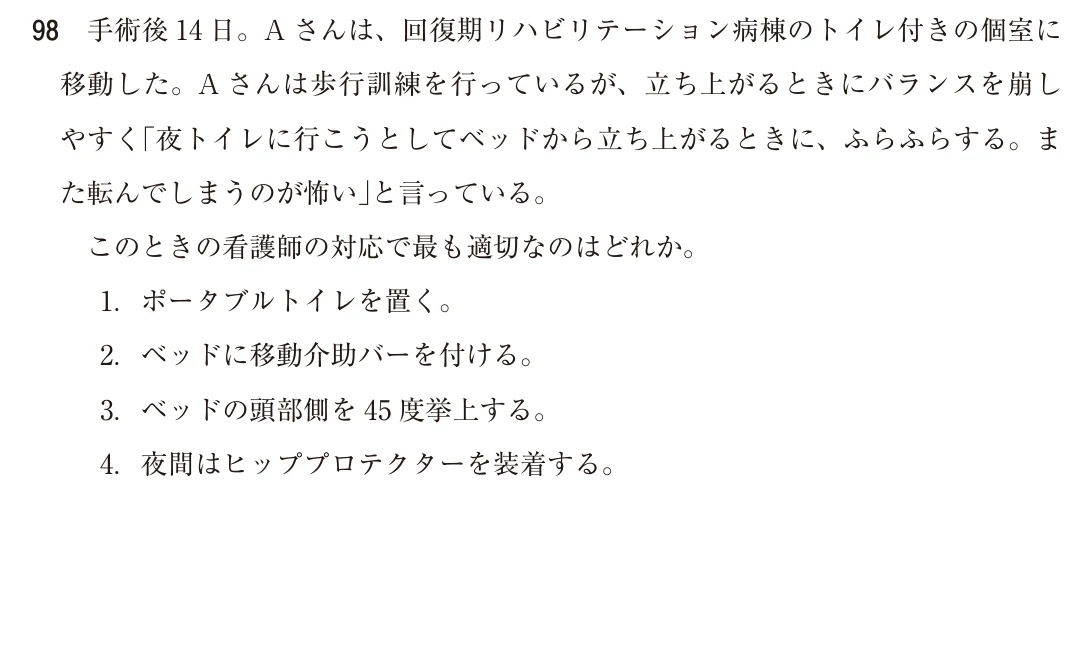 98 手術後 14 日。A さんは、回復期リハビリテーション病棟のトイレ付きの個室に
移動した。A さんは歩行訓練を行っているが、立ち上がるときにバランスを崩し
やすく「夜トイレに行こうとしてベッドから立ち上がるときに、ふらふらする。ま
た転んでしまうのが怖い」と言っている。
このときの看護師の対応で最も適切なのはどれか。
1. ポータブルトイレを置く。
2. ベッドに移動介助バーを付ける。
3. ベッドの頭部側を 45 度挙上する。
4. 夜間はヒッププロテクターを装着する。